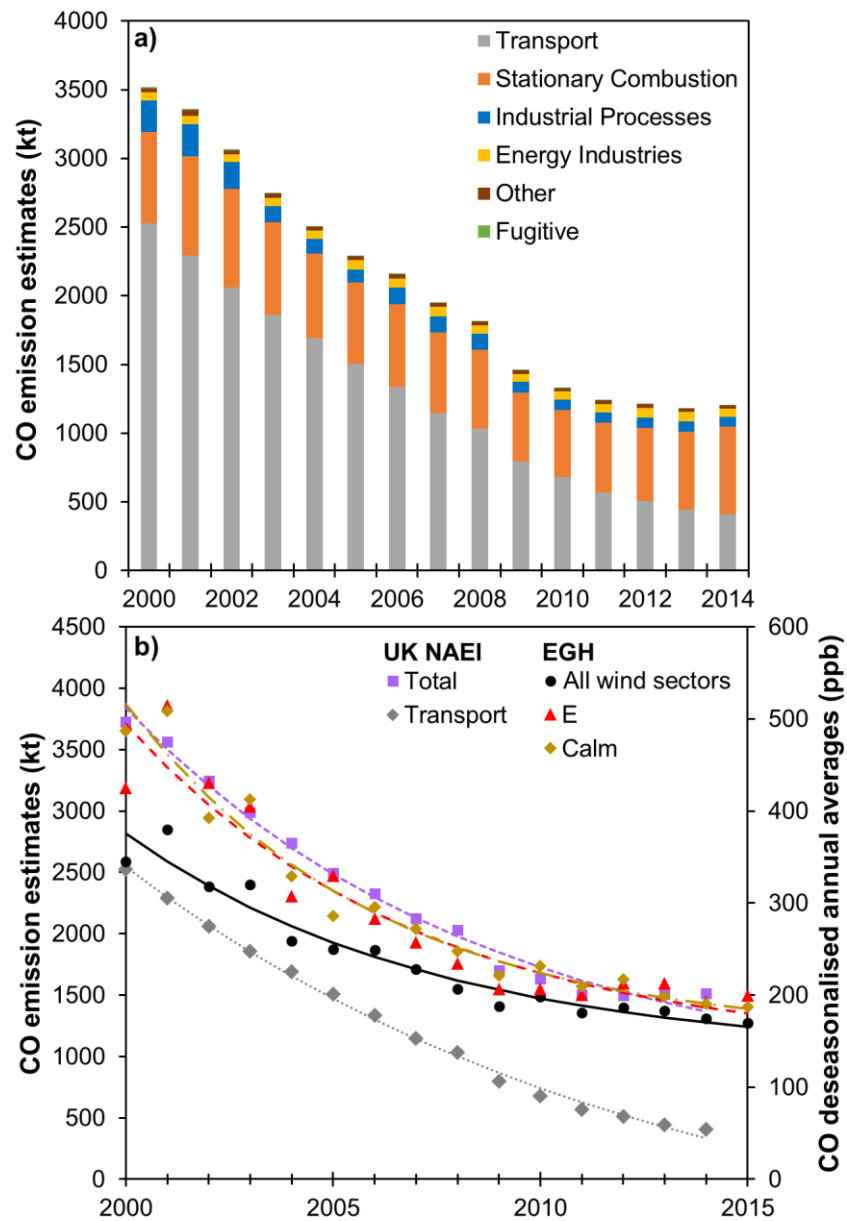 a)
Transport
Stationary Combustion
Industrial Processes
Energy Industries
Other
Fugitive
CO emission estimates (kt)
4000
3500
3000
2500
2000
1500
1000
500
0
2000 2002 2004 2006 2008 2010 2012 2014
b)
UK NAEI EGH
Total All wind sectors
Transport E
Calm
CO emission estimates (kt)
4500
4000
3500
3000
2500
2000
1500
1000
500
0
600
500
400
300
200
100
0
CO deseasonalised annual averages (ppb)
2000 2005 2010 2015